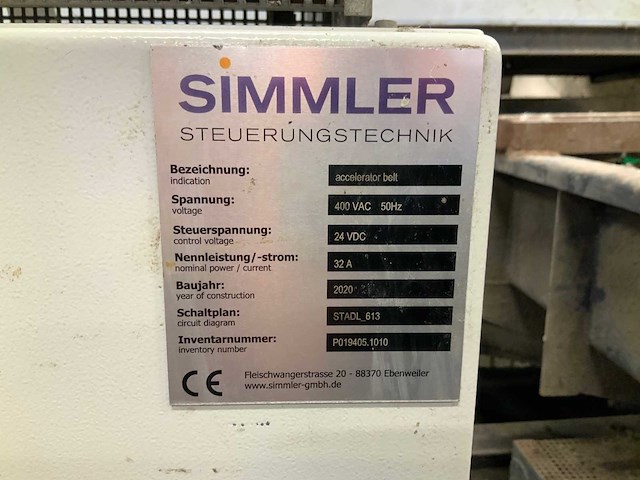 SIMMLER
STEUERUNGSTECHNIK
Bezeichnung: accelerator belt
indication
Spannung: 400 VAC 50Hz
voltage
Steuerspannung: 24 VDC
control voltage
Nennleistung/-strom: 32 A
nominal power / current
Baujahr: 2020
year of construction
Schaltplan: STADL_613
circuit diagram
Inventarnummer: P019405.1010
inventory number
CE Fleischwangerstrasse 20 - 88370 Ebenweiler
www.simmler-gmbh.de